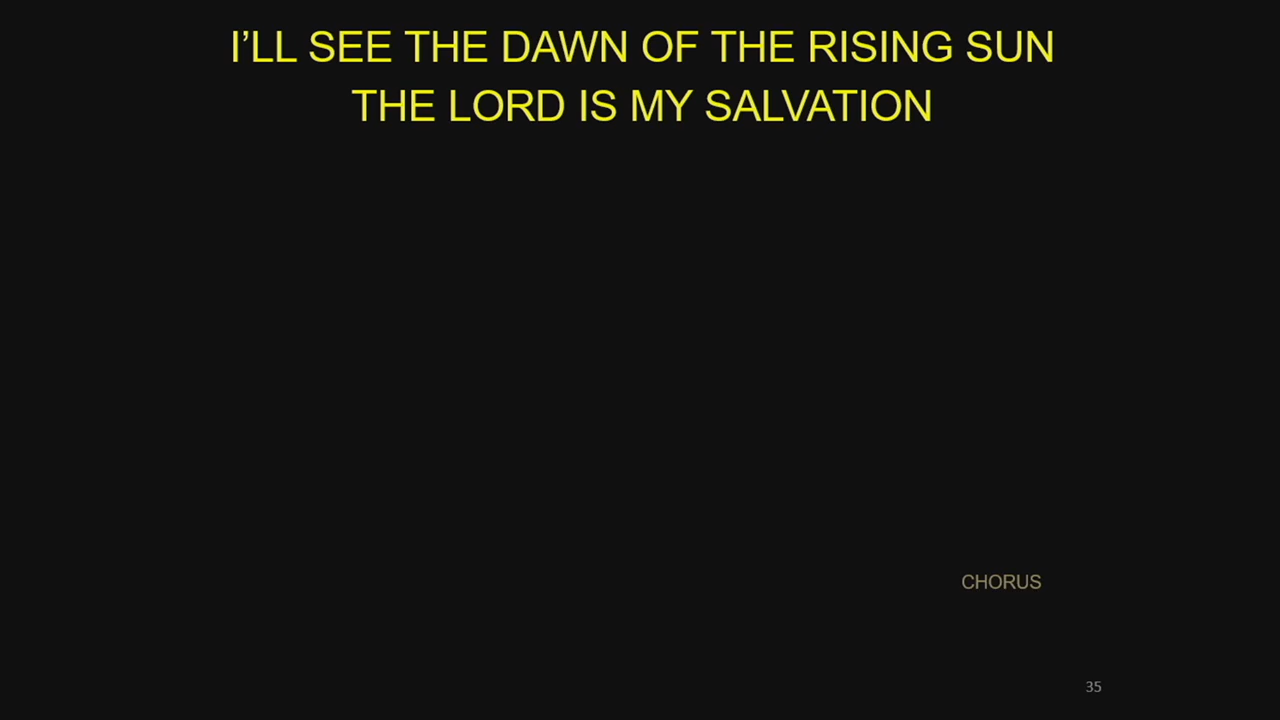 I’LL SEE THE DAWN OF THE RISING SUN
THE LORD IS MY SALVATION
CHORUS
35